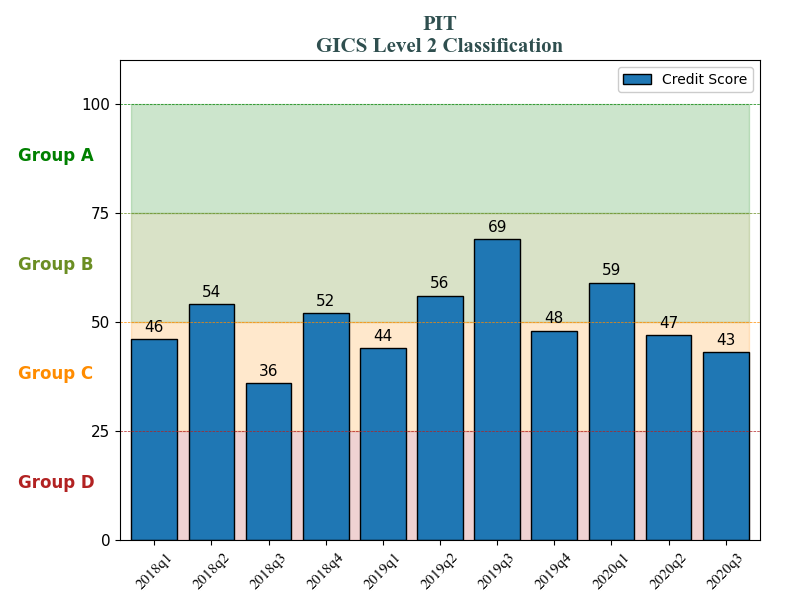 PIT
GICS Level 2 Classification
Credit Score
100
Group A
75
69
Group B
59
56
54
52
50
48
47
46
44
43
Group C
36
25
Group D
0
2018q1 2018q2 2018q3 2018q4 2019q1 2019q2 2019q3 2019q4 2020q1 2020q2 2020q3